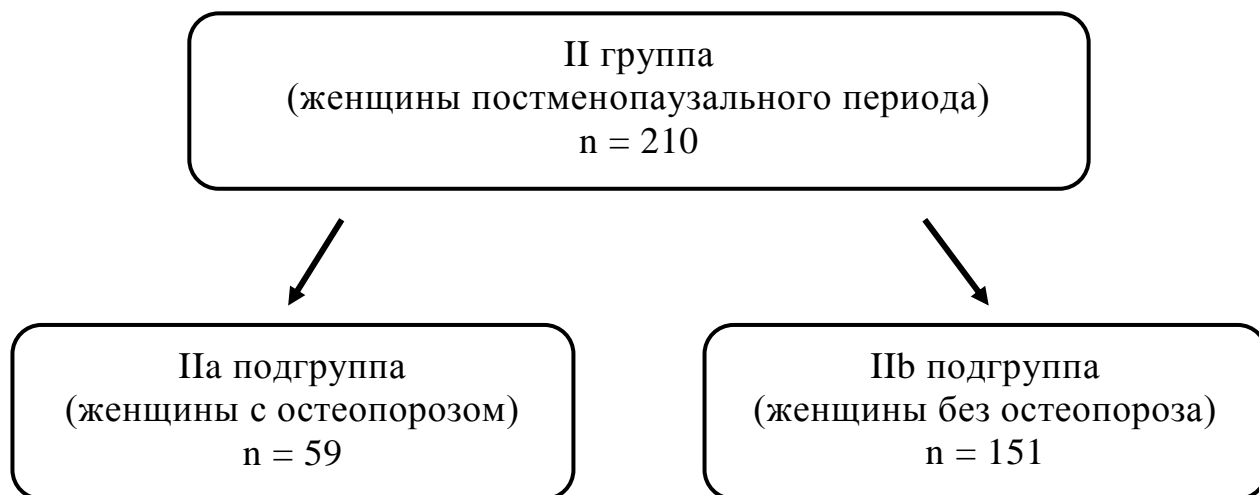 II группа
(женщины постменопаузального периода)
n = 210
IIa подгруппа
(женщины с остеопорозом)
n = 59
IIb подгруппа
(женщины без остеопороза)
n = 151